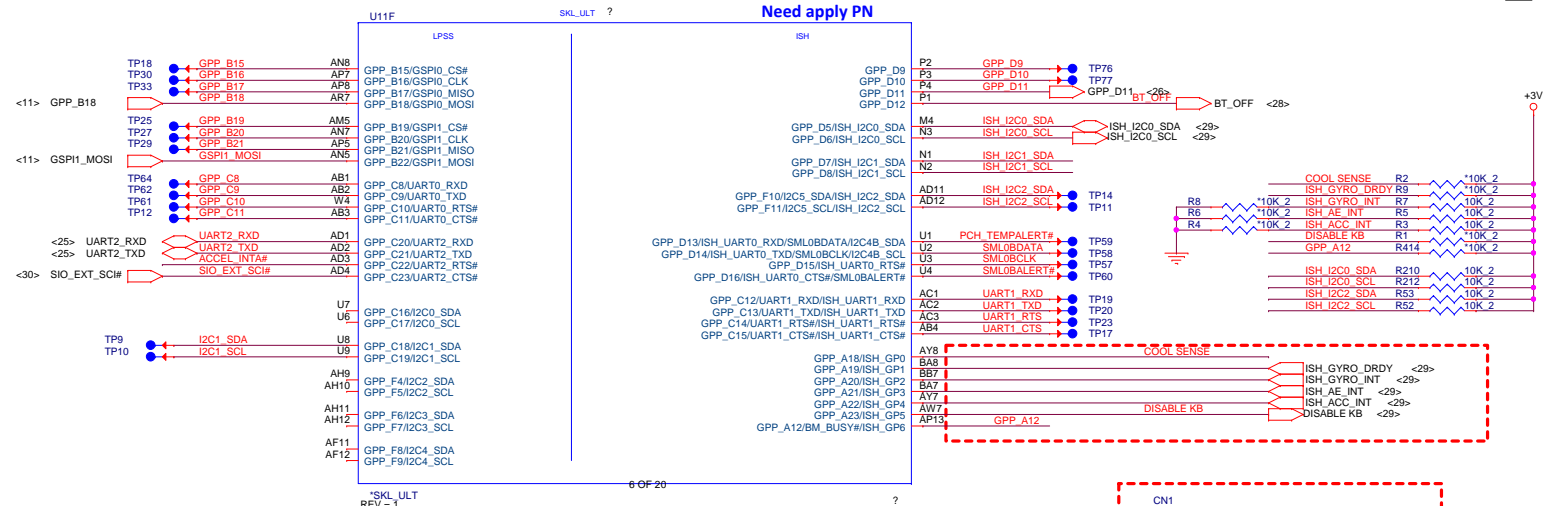 U11F
SKL_ULT ?
Need apply PN
LPSS
ISH
TP18 GPP_B15 AN8 GPP_B15/GSPI0_CS#
TP30 GPP_B16 AP7 GPP_B16/GSPI0_CLK
TP33 GPP_B17 AP8 GPP_B17/GSPI0_MISO
<11> GPP_B18 GPP_B18 AR7 GPP_B18/GSPI0_MOSI
TP25 GPP_B19 AM5 GPP_B19/GSPI1_CS#
TP27 GPP_B20 AN7 GPP_B20/GSPI1_CLK
TP29 GPP_B21 AP5 GPP_B21/GSPI1_MISO
<11> GSPI1_MOSI GSPI1_MOSI AN5 GPP_B22/GSPI1_MOSI
TP64 GPP_C8 AB1 GPP_C8/UART0_RXD
TP62 GPP_C9 AB2 GPP_C9/UART0_TXD
TP61 GPP_C10 W4 GPP_C10/UART0_RTS#
TP12 GPP_C11 AB3 GPP_C11/UART0_CTS#
<25> UART2_RXD UART2_RXD AD1 GPP_C20/UART2_RXD
<25> UART2_TXD UART2_TXD AD2 GPP_C21/UART2_TXD
ACCEL_INTA# AD3 GPP_C22/UART2_RTS#
<30> SIO_EXT_SCI# SIO_EXT_SCI# AD4 GPP_C23/UART2_CTS#
U7 GPP_C16/I2C0_SDA
U6 GPP_C17/I2C0_SCL
TP9 I2C1_SDA U8 GPP_C18/I2C1_SDA
TP10 I2C1_SCL U9 GPP_C19/I2C1_SCL
AH9 GPP_F4/I2C2_SDA
AH10 GPP_F5/I2C2_SCL
AH11 GPP_F6/I2C3_SDA
AH12 GPP_F7/I2C3_SCL
AF11 GPP_F8/I2C4_SDA
AF12 GPP_F9/I2C4_SCL
GPP_D9 P2 GPP_D9 TP76
GPP_D10 P3 GPP_D10 TP77
GPP_D11 P4 GPP_D11 GPP_D11 <26>
GPP_D12 P1 BT_OFF BT_OFF <28>
GPP_D5/ISH_I2C0_SDA M4 ISH_I2C0_SDA ISH_I2C0_SDA <29>
GPP_D6/ISH_I2C0_SCL N3 ISH_I2C0_SCL ISH_I2C0_SCL <29>
GPP_D7/ISH_I2C1_SDA N1 ISH_I2C1_SDA
GPP_D8/ISH_I2C1_SCL N2 ISH_I2C1_SCL
GPP_F10/I2C5_SDA/ISH_I2C2_SDA AD11 ISH_I2C2_SDA TP14
GPP_F11/I2C5_SCL/ISH_I2C2_SCL AD12 ISH_I2C2_SCL TP11
GPP_D13/ISH_UART0_RXD/SML0BDATA/I2C4B_SDA U1 PCH_TEMPALERT# TP59
GPP_D14/ISH_UART0_TXD/SML0BCLK/I2C4B_SCL U2 SML0BDATA TP58
GPP_D15/ISH_UART0_RTS# U3 SML0BCLK TP57
GPP_D16/ISH_UART0_CTS#/SML0BALERT# U4 SML0BALERT# TP60
GPP_C12/UART1_RXD/ISH_UART1_RXD AC1 UART1_RXD TP19
GPP_C13/UART1_TXD/ISH_UART1_TXD AC2 UART1_TXD TP20
GPP_C14/UART1_RTS#/ISH_UART1_RTS# AC3 UART1_RTS TP23
GPP_C15/UART1_CTS#/ISH_UART1_CTS# AB4 UART1_CTS TP17
GPP_A18/ISH_GP0 AY8 COOL SENSE
GPP_A19/ISH_GP1 BA8 ISH_GYRO_DRDY <29>
GPP_A20/ISH_GP2 BB7 ISH_GYRO_INT <29>
GPP_A21/ISH_GP3 BA7 ISH_AE_INT <29>
GPP_A22/ISH_GP4 AY7 ISH_ACC_INT <29>
GPP_A23/ISH_GP5 AW7 DISABLE KB DISABLE KB <29>
GPP_A12/BM_BUSY#/ISH_GP6 AP13 GPP_A12
+3V
COOL SENSE R2 *10K_2
ISH_GYRO_DRDY R9 10K_2
R8 *10K_2 ISH_GYRO_INT R7 10K_2
R6 *10K_2 ISH_AE_INT R5 10K_2
R4 *10K_2 ISH_ACC_INT R3 10K_2
DISABLE KB R1 *10K_2
GPP_A12 R414 *10K_2
ISH_I2C0_SDA R210 10K_2
ISH_I2C0_SCL R212 10K_2
ISH_I2C2_SDA R53 10K_2
ISH_I2C2_SCL R52 10K_2
6 OF 20
*SKL_ULT
REV = 1
?
CN1